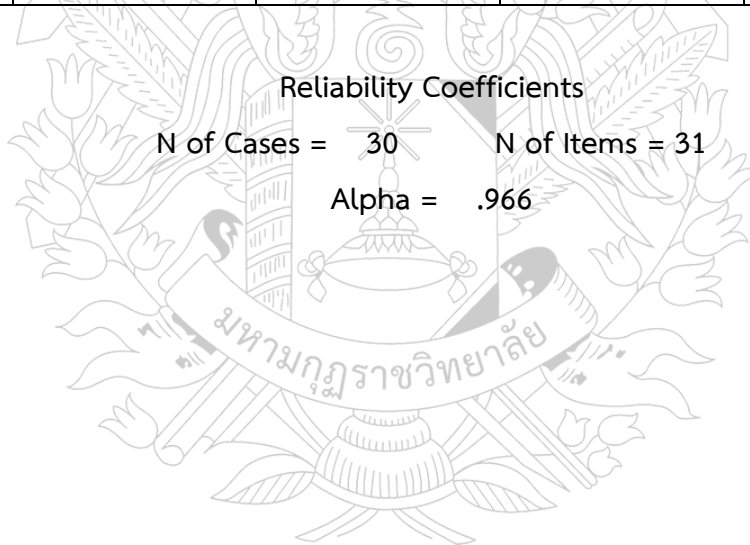 Reliability Coefficients
N of Cases = 30 N of Items = 31
Alpha = .966
มหามกุฏราชวิทยาลัย